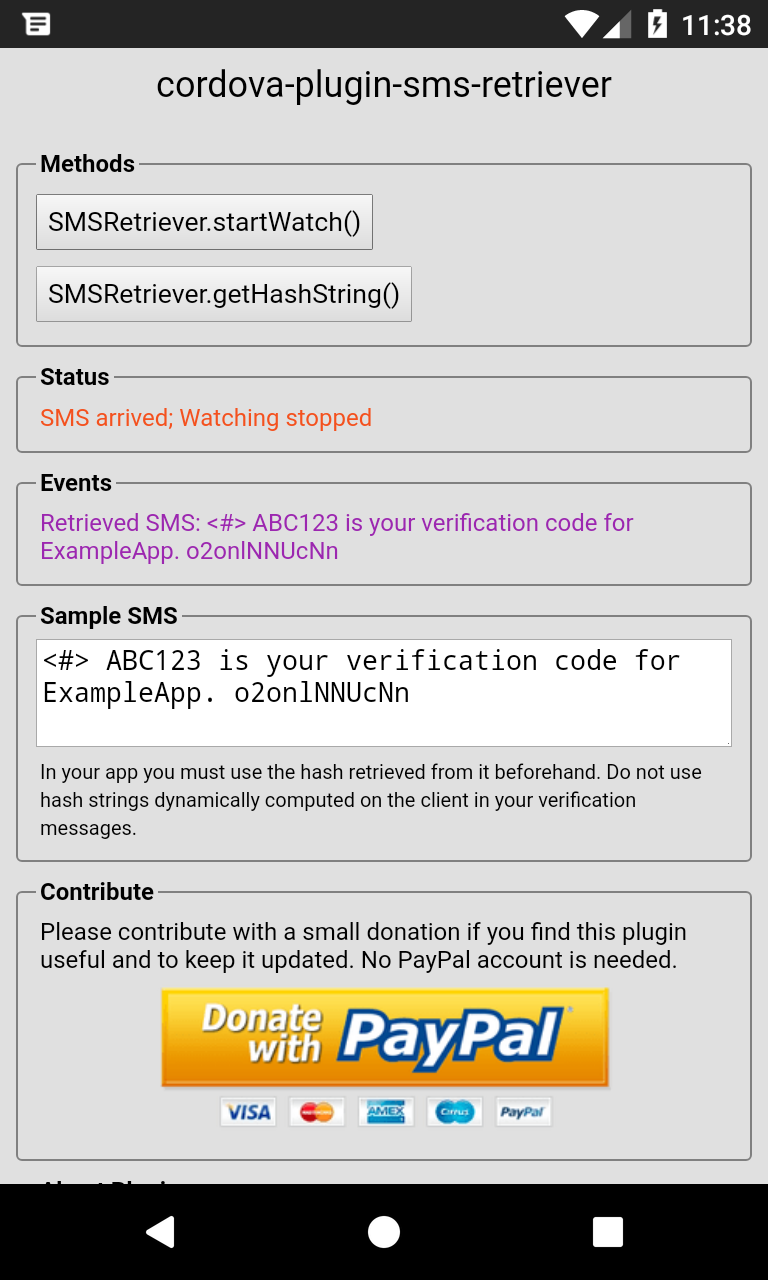 11:38
cordova-plugin-sms-retriever
Methods
SMSRetriever.startWatch()
SMSRetriever.getHashString()
Status
SMS arrived; Watching stopped
Events
Retrieved SMS: <#> ABC123 is your verification code for
ExampleApp. o2onlNNUcNn
Sample SMS
<#> ABC123 is your verification code for
ExampleApp. o2onlNNUcNn
In your app you must use the hash retrieved from it beforehand. Do not use
hash strings dynamically computed on the client in your verification
messages.
Contribute
Please contribute with a small donation if you find this plugin
useful and to keep it updated. No PayPal account is needed.
Donate
with PayPal
VISA MasterCard AMEX Cirrus PayPal
About Plugin